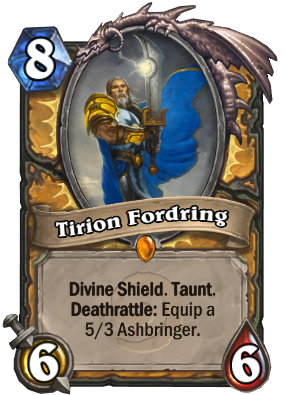 8
Tirion Fordring
Divine Shield. Taunt.
Deathrattle: Equip a
5/3 Ashbringer.
6
6